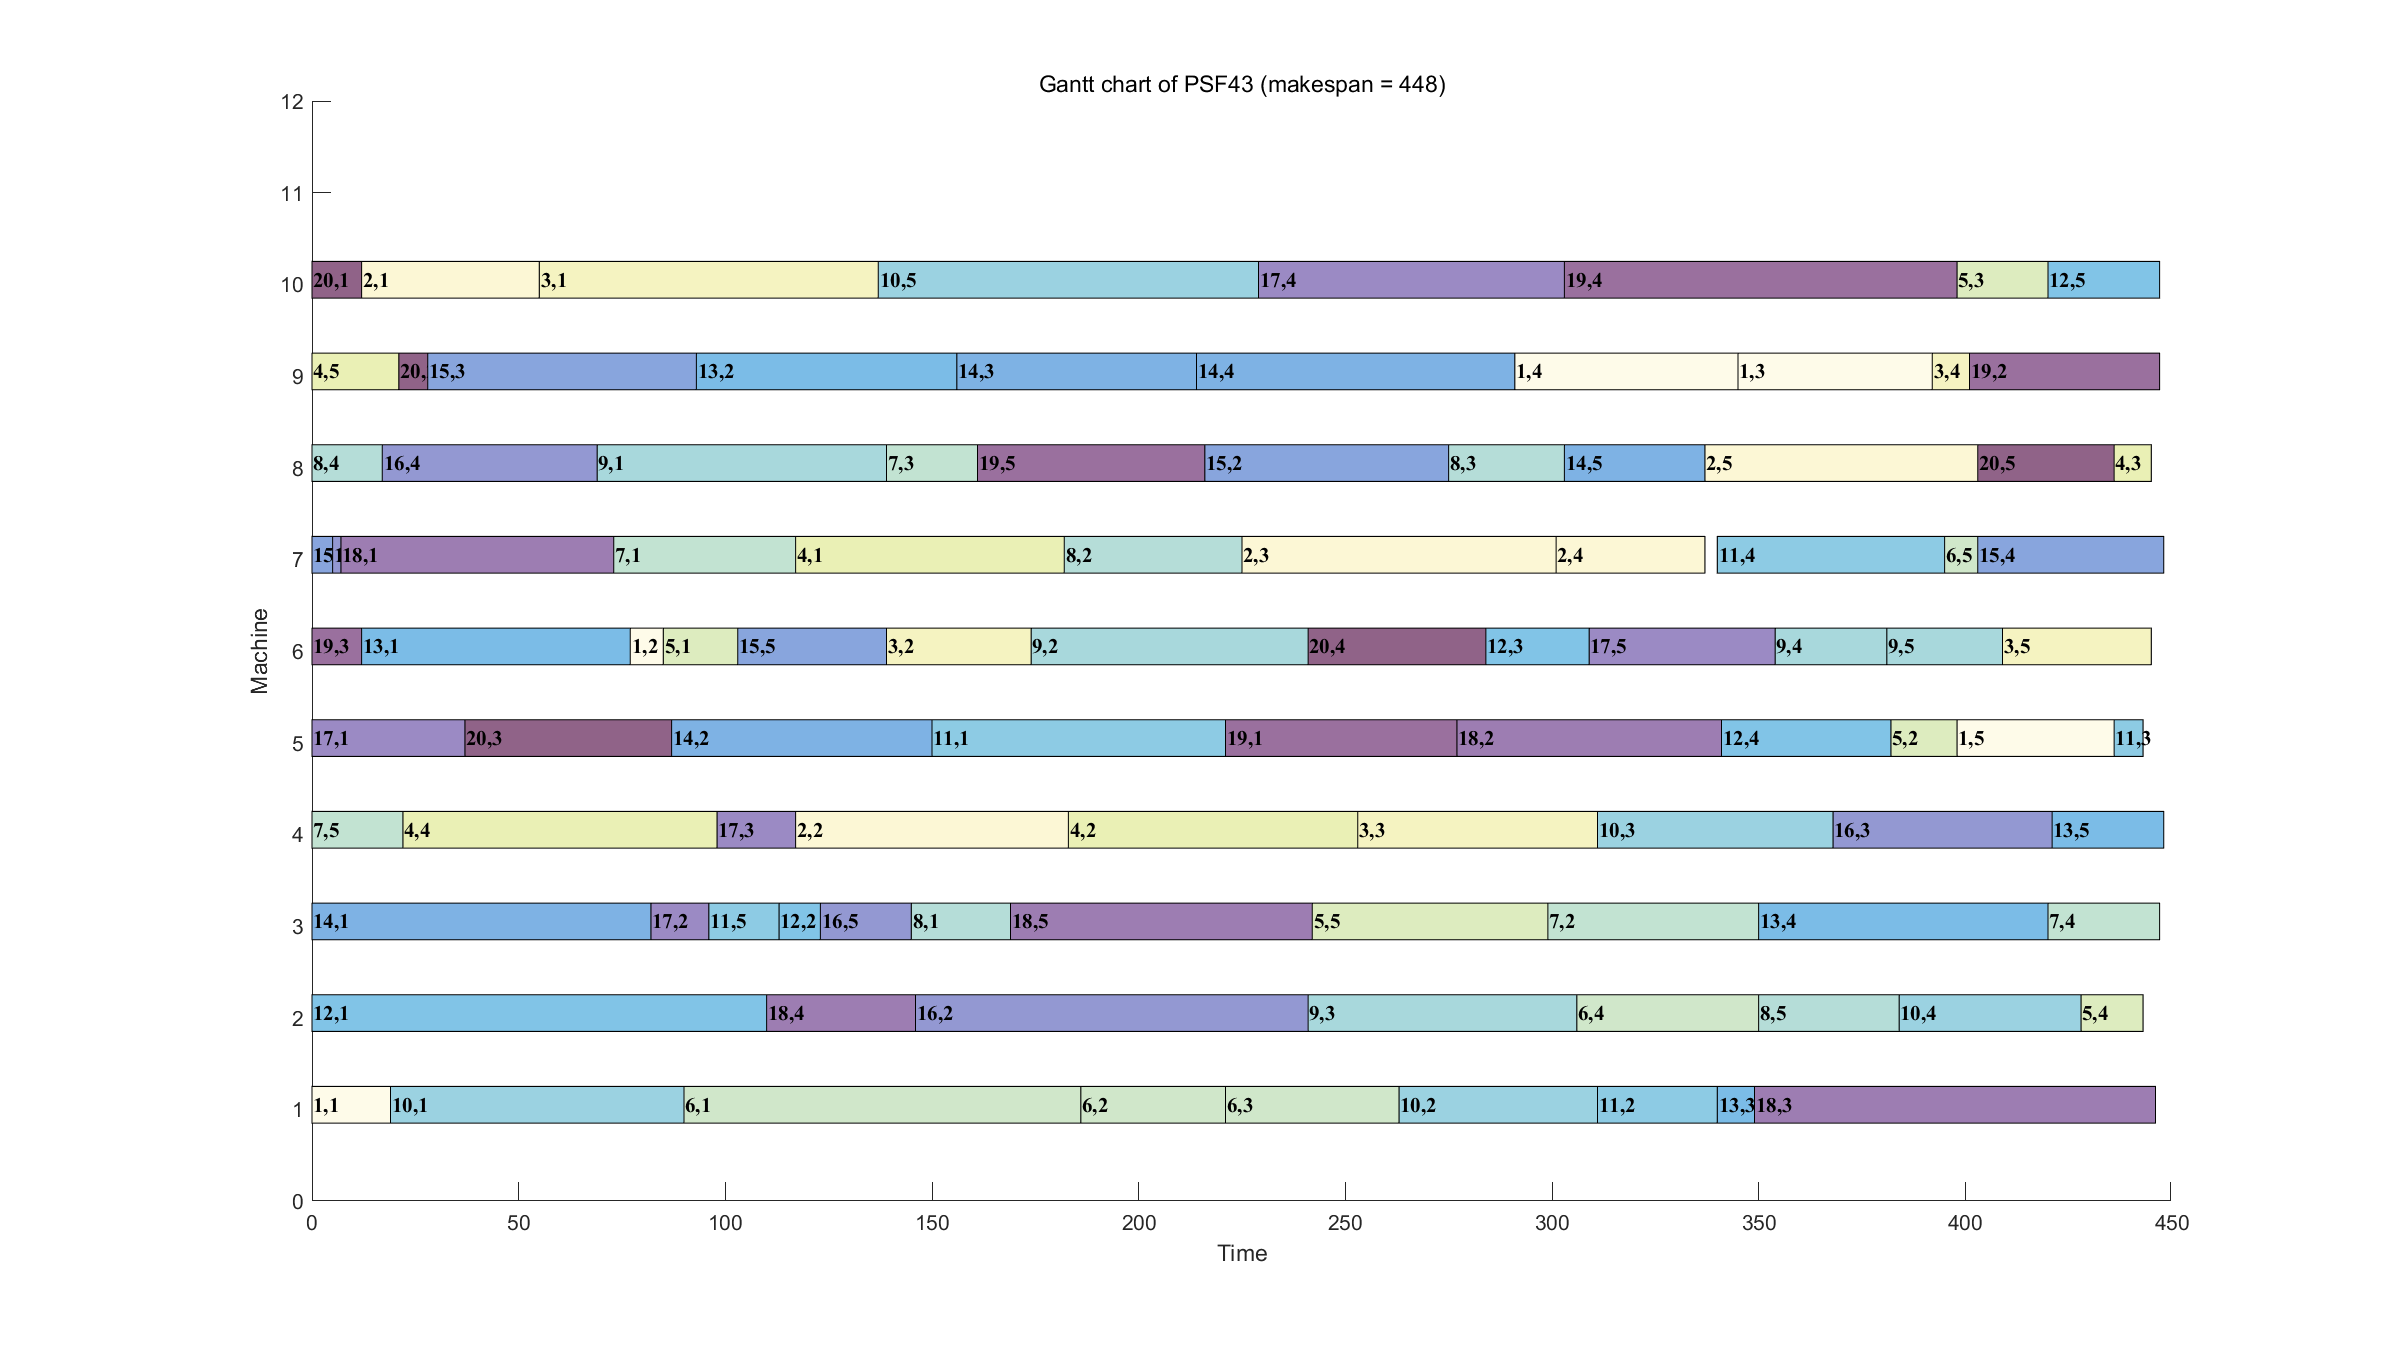 Gantt chart of PSF43 (makespan = 448)
12
11
10 20,1 2,1 3,1 10,5 17,4 19,4 5,3 12,5
9 4,5 20, 15,3 13,2 14,3 14,4 1,4 1,3 3,4 19,2
8 8,4 16,4 9,1 7,3 19,5 15,2 8,3 14,5 2,5 20,5 4,3
7 15 1 18,1 7,1 4,1 8,2 2,3 2,4 11,4 6,5 15,4
6 19,3 13,1 1,2 5,1 15,5 3,2 9,2 20,4 12,3 17,5 9,4 9,5 3,5
5 17,1 20,3 14,2 11,1 19,1 18,2 12,4 5,2 1,5 11,3
4 7,5 4,4 17,3 2,2 4,2 3,3 10,3 16,3 13,5
3 14,1 17,2 11,5 12,2 16,5 8,1 18,5 5,5 7,2 13,4 7,4
2 12,1 18,4 16,2 9,3 6,4 8,5 10,4 5,4
1 1,1 10,1 6,1 6,2 6,3 10,2 11,2 13,3 18,3
0
0 50 100 150 200 250 300 350 400 450
Time
Machine